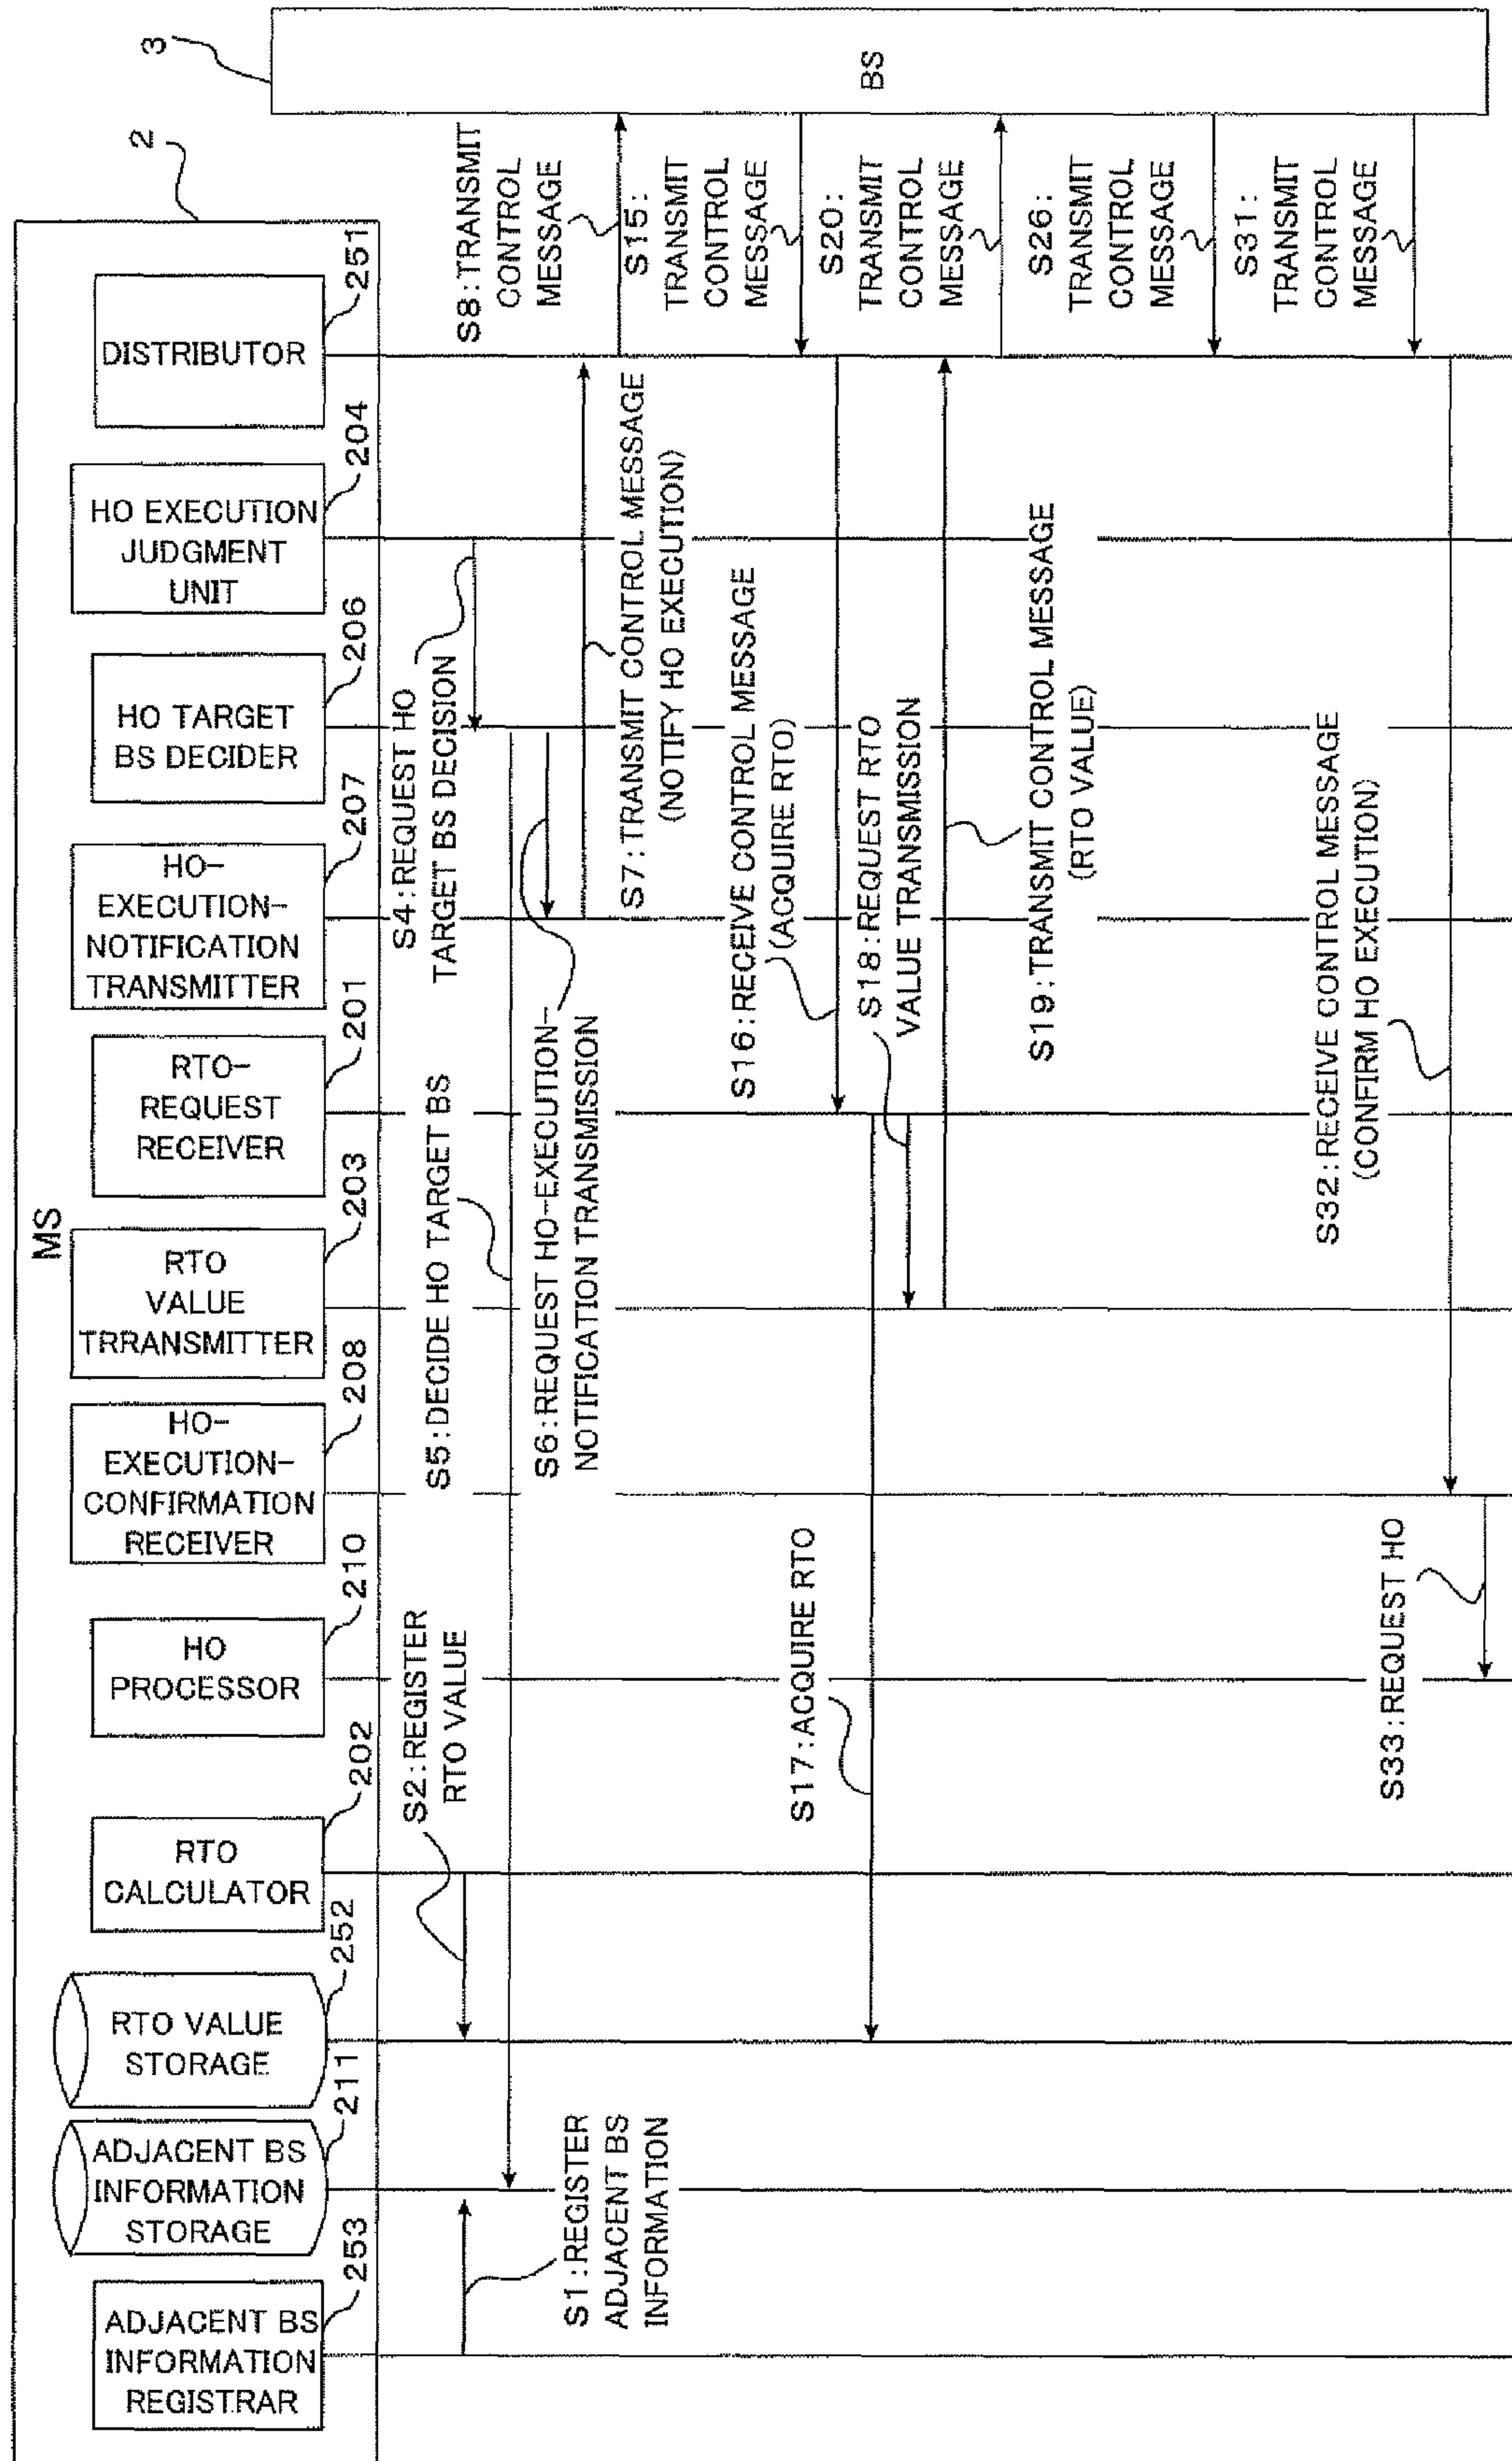 MS
2
3
ADJACENT BS
INFORMATION
REGISTRAR
253
ADJACENT BS
INFORMATION
STORAGE
211
RTO VALUE
STORAGE
252
RTO
CALCULATOR
202
HO
PROCESSOR
210
HO-
EXECUTION-
CONFIRMATION
RECEIVER
208
RTO
VALUE
TRRANSMITTER
203
RTO-
REQUEST
RECEIVER
201
HO-
EXECUTION-
NOTIFICATION
TRANSMITTER
207
HO TARGET
BS DECIDER
206
HO EXECUTION
JUDGMENT
UNIT
204
DISTRIBUTOR
251
BS
S1:REGISTER
ADJACENT BS
INFORMATION
S2:REGISTER
RTO VALUE
S4:REQUEST HO
TARGET BS DECISION
S5:DECIDE HO TARGET BS
S6:REQUEST HO-EXECUTION-
NOTIFICATION TRANSMISSION
S7:TRANSMIT CONTROL MESSAGE
(NOTIFY HO EXECUTION)
S8:TRANSMIT
CONTROL
MESSAGE
S15:
TRANSMIT
CONTROL
MESSAGE
S16:RECEIVE CONTROL MESSAGE
(ACQUIRE RTO)
S17:ACQUIRE RTO
S18:REQUEST RTO
VALUE TRANSMISSION
S19:TRANSMIT CONTROL MESSAGE
(RTO VALUE)
S20:
TRANSMIT
CONTROL
MESSAGE
S26:
TRANSMIT
CONTROL
MESSAGE
S31:
TRANSMIT
CONTROL
MESSAGE
S32:RECEIVE CONTROL MESSAGE
(CONFIRM HO EXECUTION)
S33:REQUEST HO